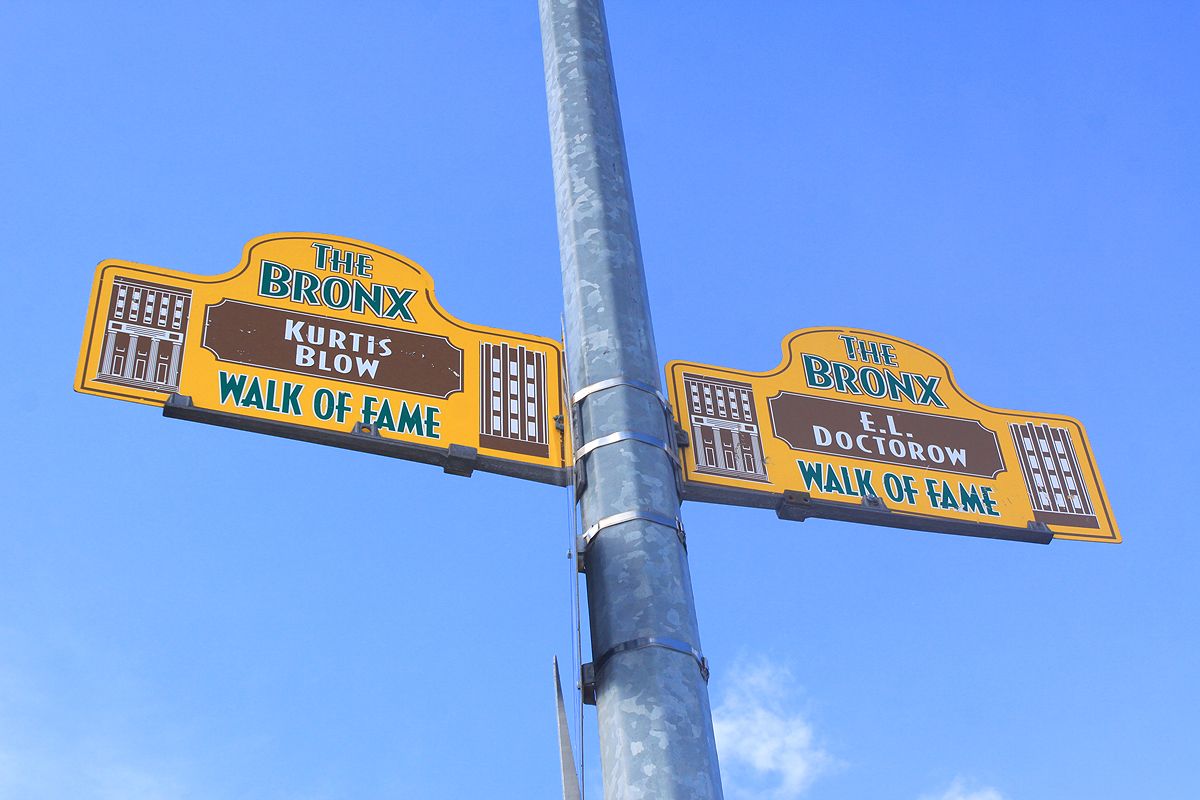 THE
BRONX
KURTiS
BLOW
WALK OF FAME
THE
BRONX
E.L.
DOCTOROW
WALK OF FAME